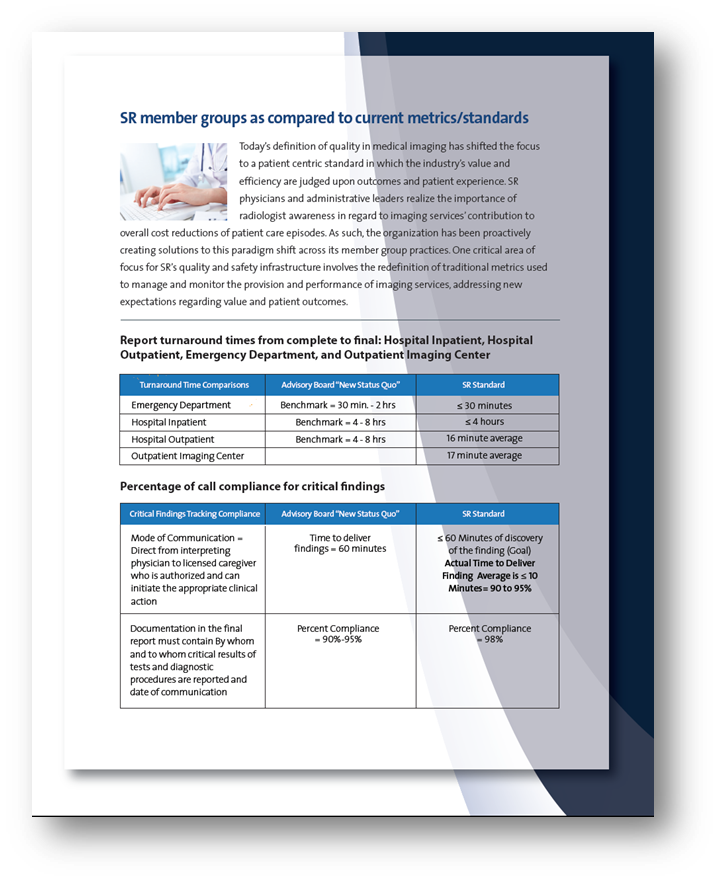 SR member groups as compared to current metrics/standards
Today's definition of quality in medical imaging has shifted the focus
to a patient centric standard in which the industry's value and
efficiency are judged upon outcomes and patient experience. SR
physicians and administrative leaders realize the importance of
radiologist awareness in regard to imaging services' contribution to
overall cost reductions of patient care episodes. As such, the organization has been proactively
creating solutions to this paradigm shift across its member group practices. One critical area of
focus for SR's quality and safety infrastructure involves the redefinition of traditional metrics used
to manage and monitor the provision and performance of imaging services, addressing new
expectations regarding value and patient outcomes.
Report turnaround times from complete to final: Hospital Inpatient, Hospital
Outpatient, Emergency Department, and Outpatient Imaging Center
Turnaround Time Comparisons Advisory Board "New Status Quo" SR Standard
Emergency Department Benchmark = 30 min. - 2 hrs ≤ 30 minutes
Hospital Inpatient Benchmark = 4 - 8 hrs ≤ 4 hours
Hospital Outpatient Benchmark = 4 - 8 hrs 16 minute average
Outpatient Imaging Center 17 minute average
Percentage of call compliance for critical findings
Critical Findings Tracking Compliance Advisory Board "New Status Quo" SR Standard
Mode of Communication =
Direct from interpreting
physician to licensed caregiver
who is authorized and can
initiate the appropriate clinical
action
Time to deliver
findings = 60 minutes
≤ 60 Minutes of discovery
of the finding (Goal)
Actual Time to Deliver
Finding Average is ≤ 10
Minutes= 90 to 95%
Documentation in the final
report must contain By whom
and to whom critical results of
tests and diagnostic
procedures are reported and
date of communication
Percent Compliance
= 90%-95%
Percent Compliance
= 98%